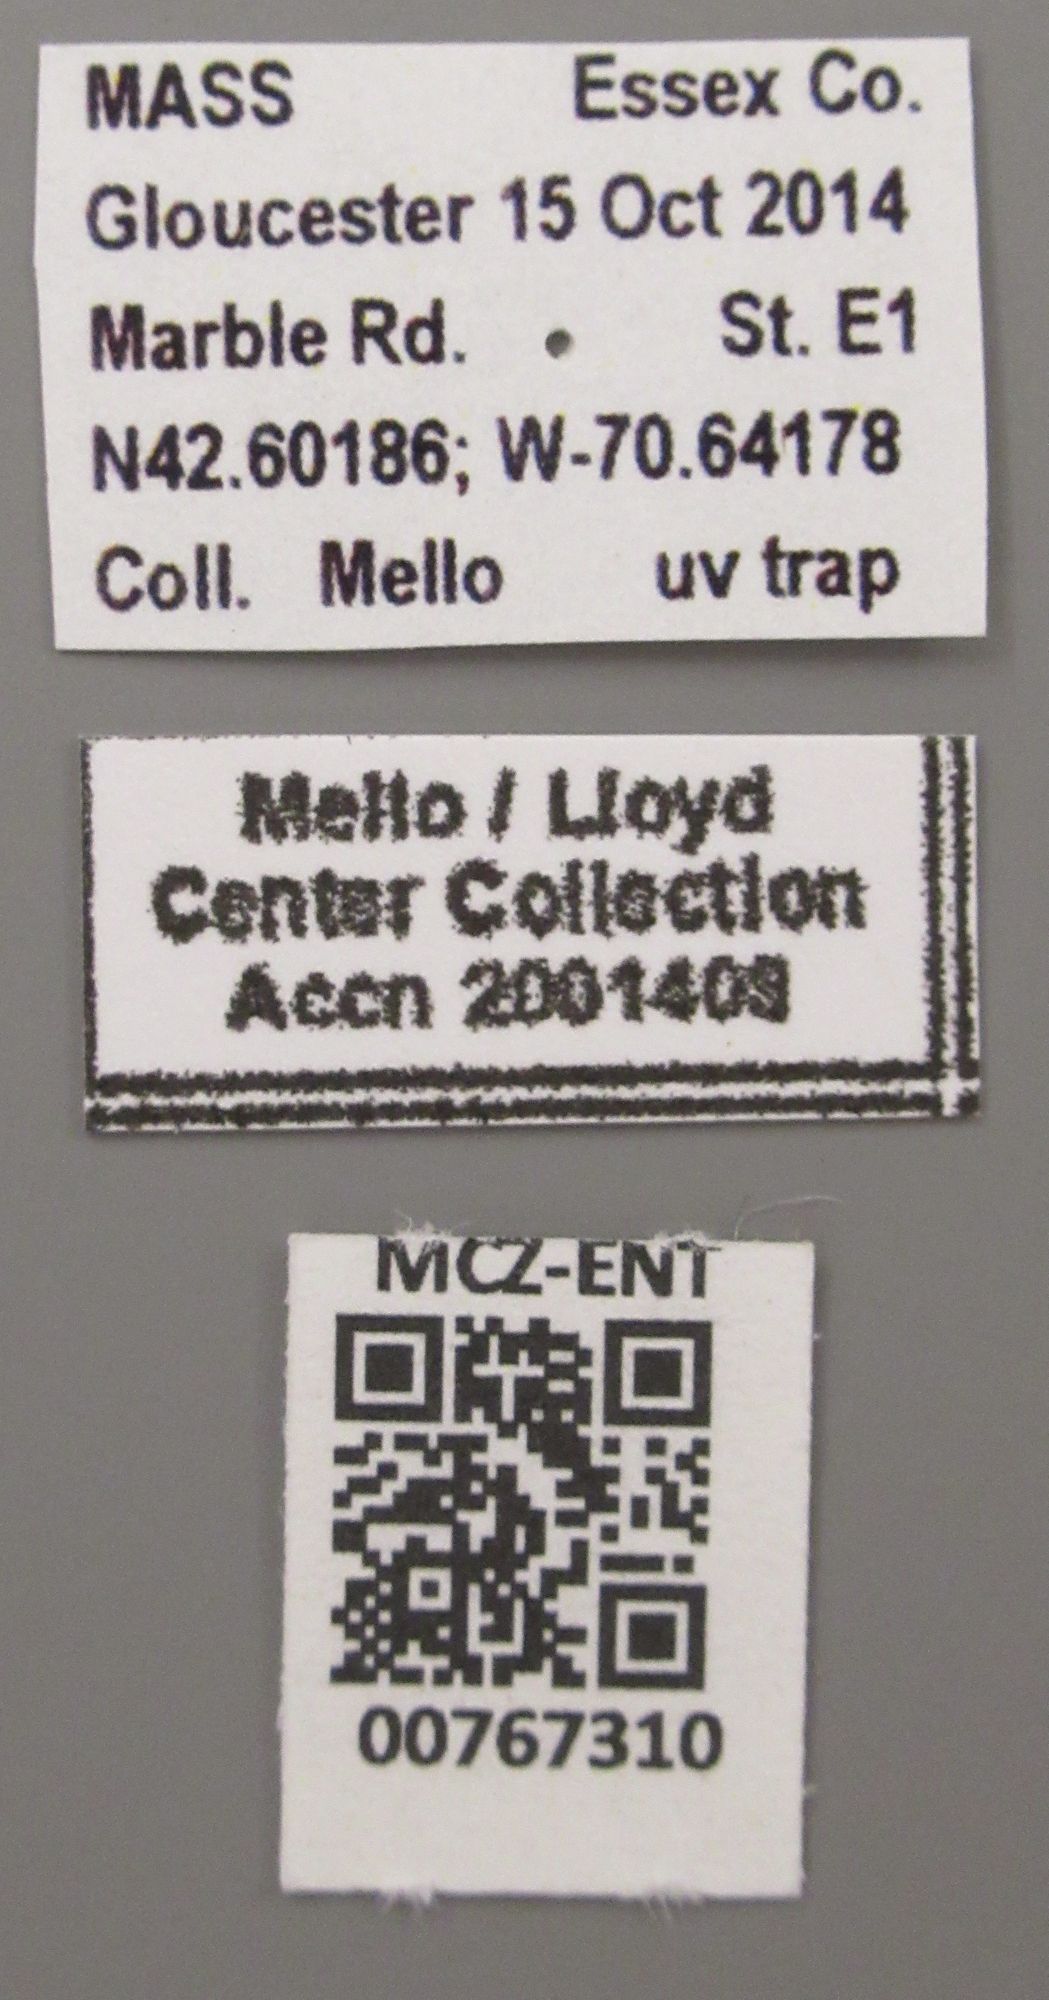 MASS Essex Co.
Gloucester 15 Oct 2014
Marble Rd. St. E1
N42.60186; W-70.64178
Coll. Mello uv trap
Mello / Lloyd
Center Collection
Accn 2001409
MCZ-ENT
00767310